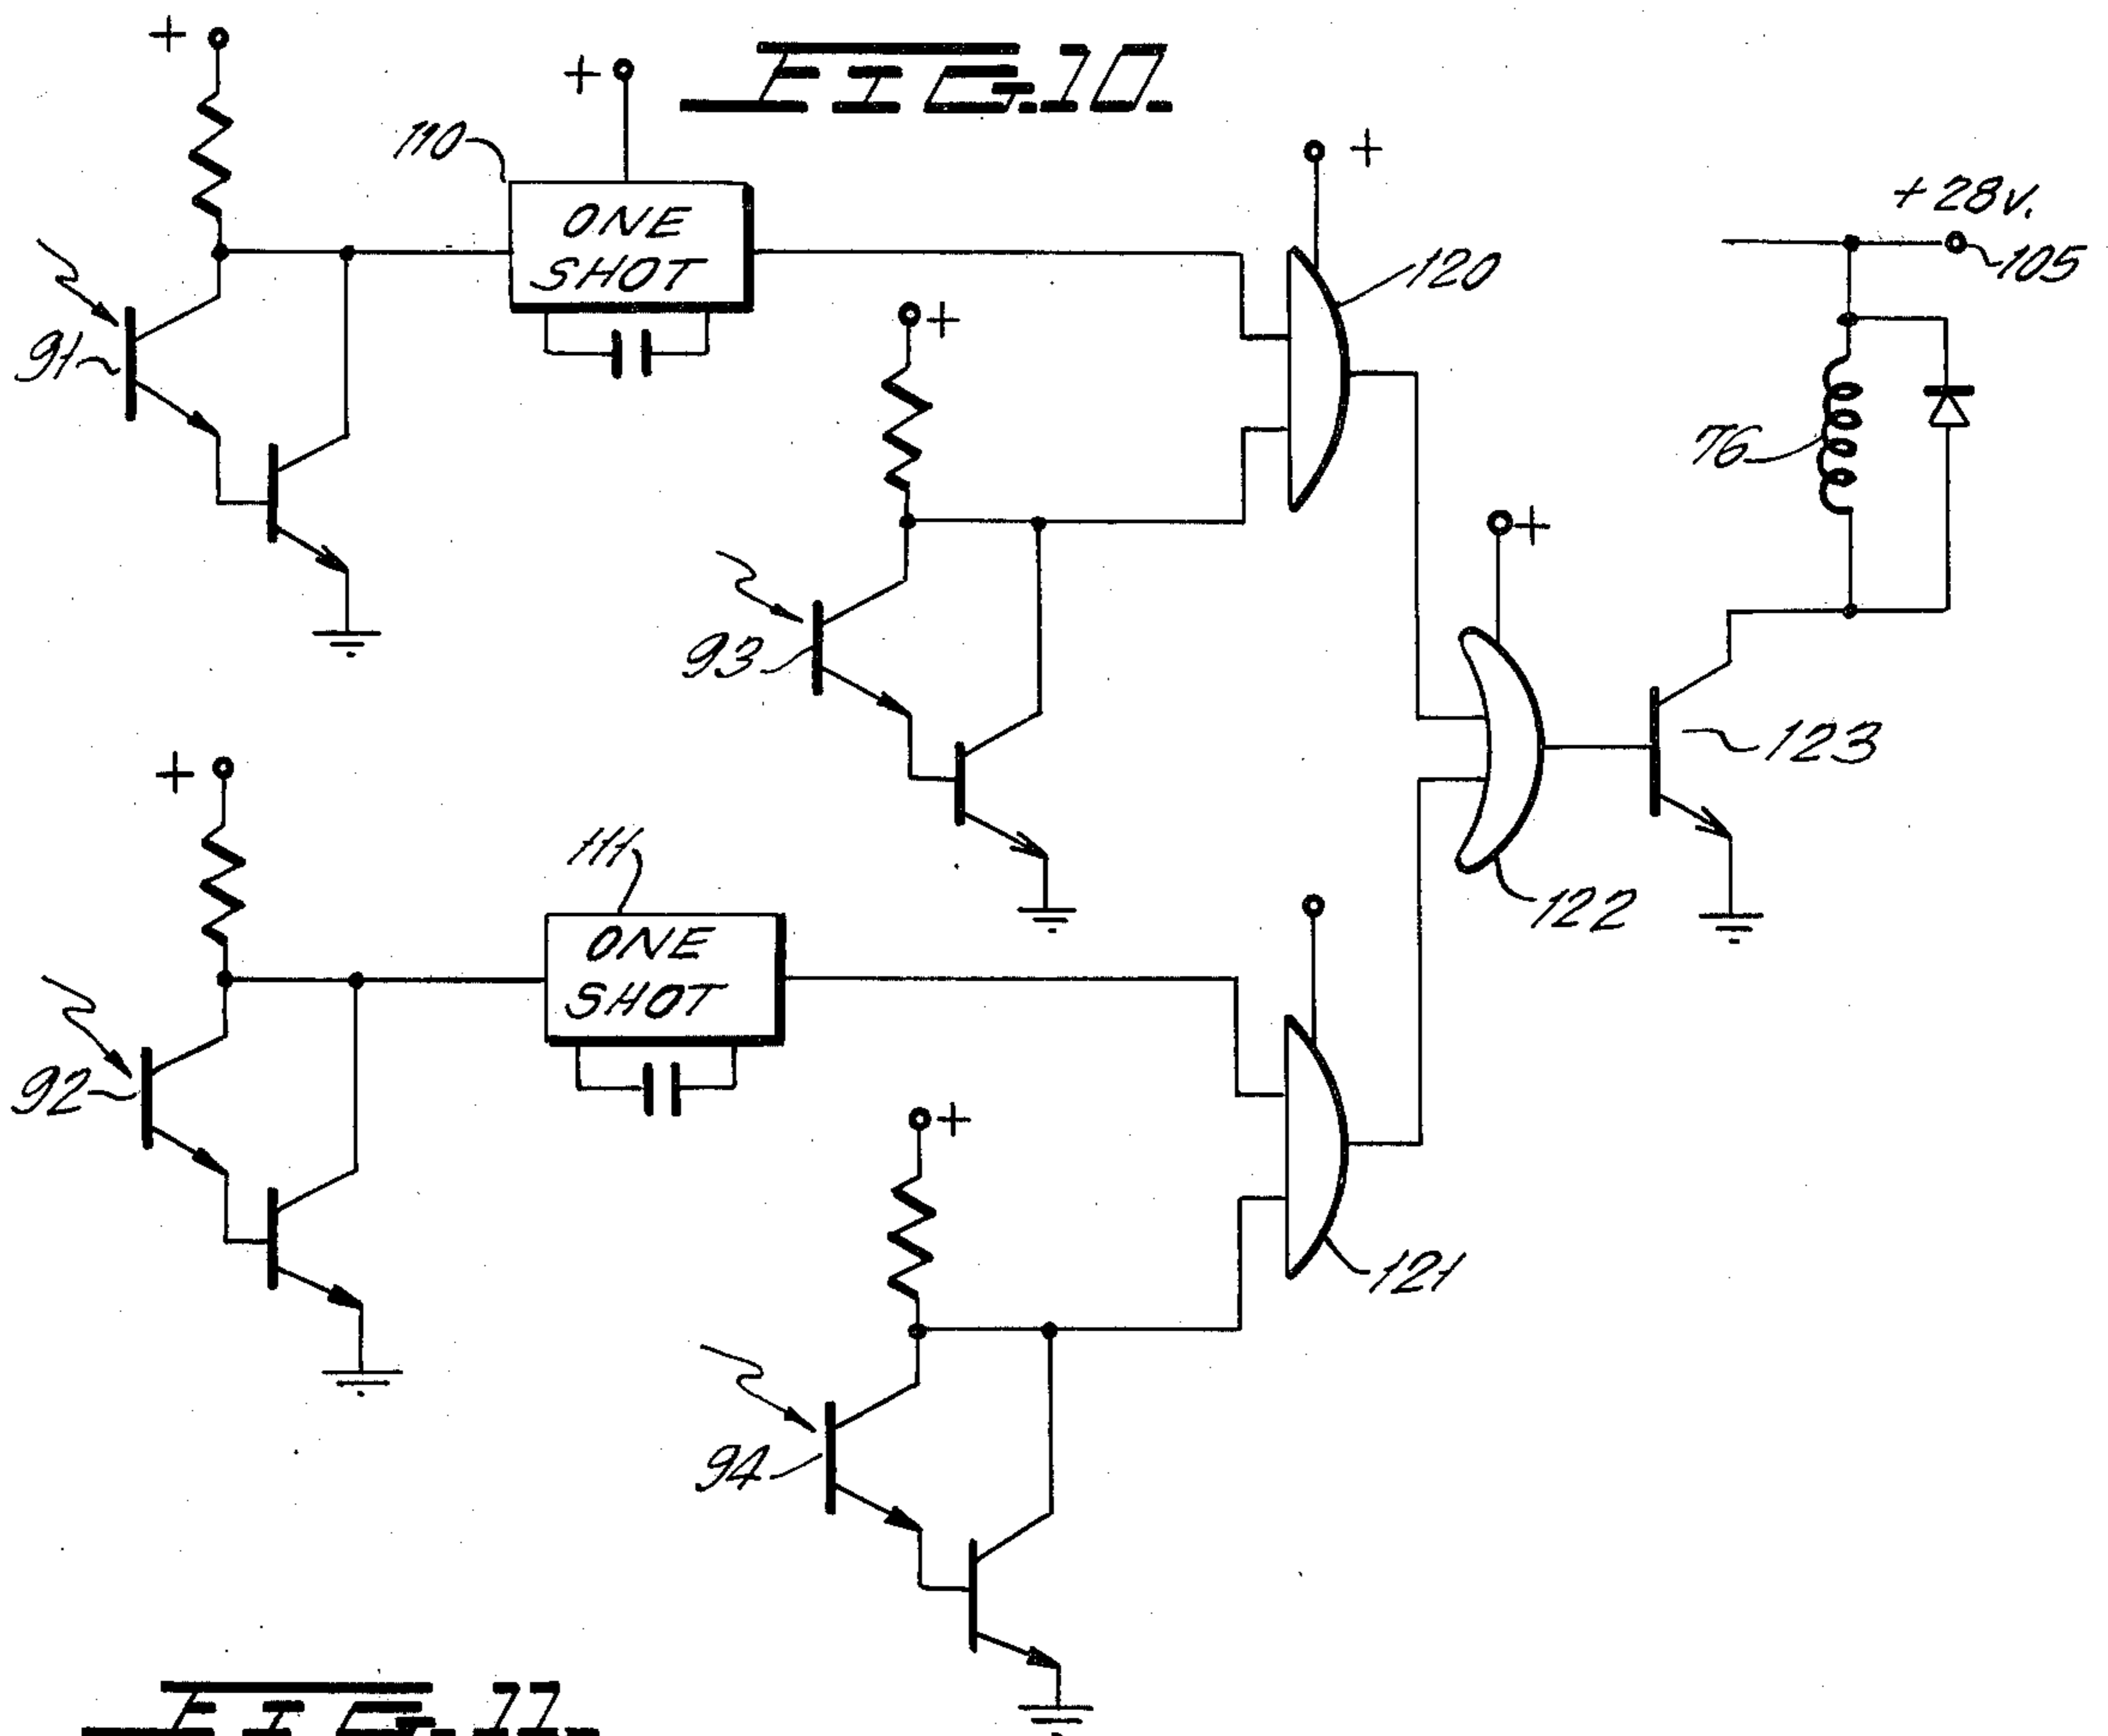 FIG. 10.
+
+
110
ONE
SHOT
+
120
+28v.
105
91
+
93
76
+
123
122
+
111
ONE
SHOT
92
+
121
94
FIG. 11.